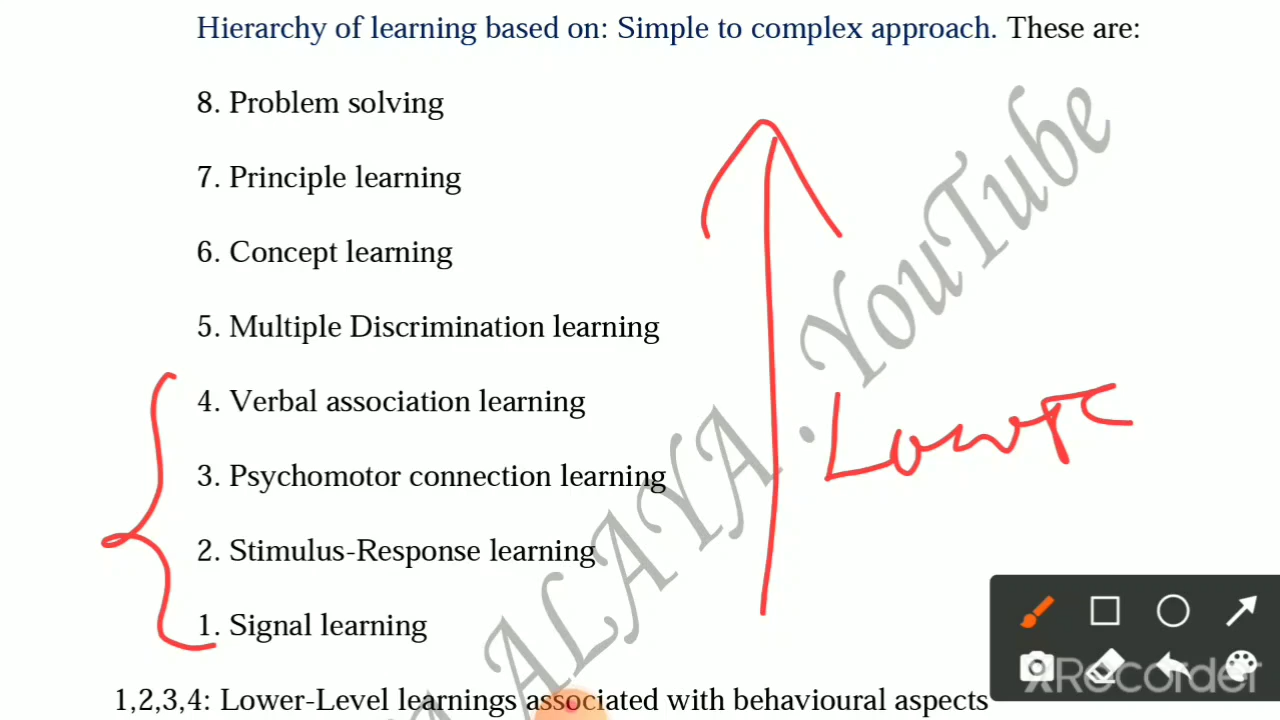 Hierarchy of learning based on: Simple to complex approach. These are:
8. Problem solving
7. Principle learning
6. Concept learning
5. Multiple Discrimination learning
4. Verbal association learning
3. Psychomotor connection learning
2. Stimulus-Response learning
1. Signal learning
1,2,3,4: Lower-Level learnings associated with behavioural aspects
ALAYA . YouTube
XRecorder